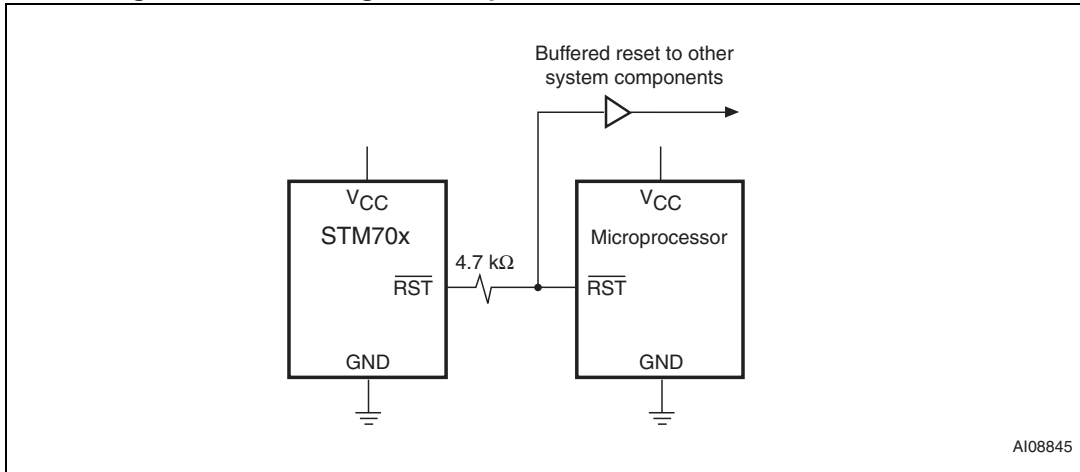 Buffered reset to other
system components
VCC
STM70x
RST
GND
4.7 kΩ
VCC
Microprocessor
RST
GND
AI08845